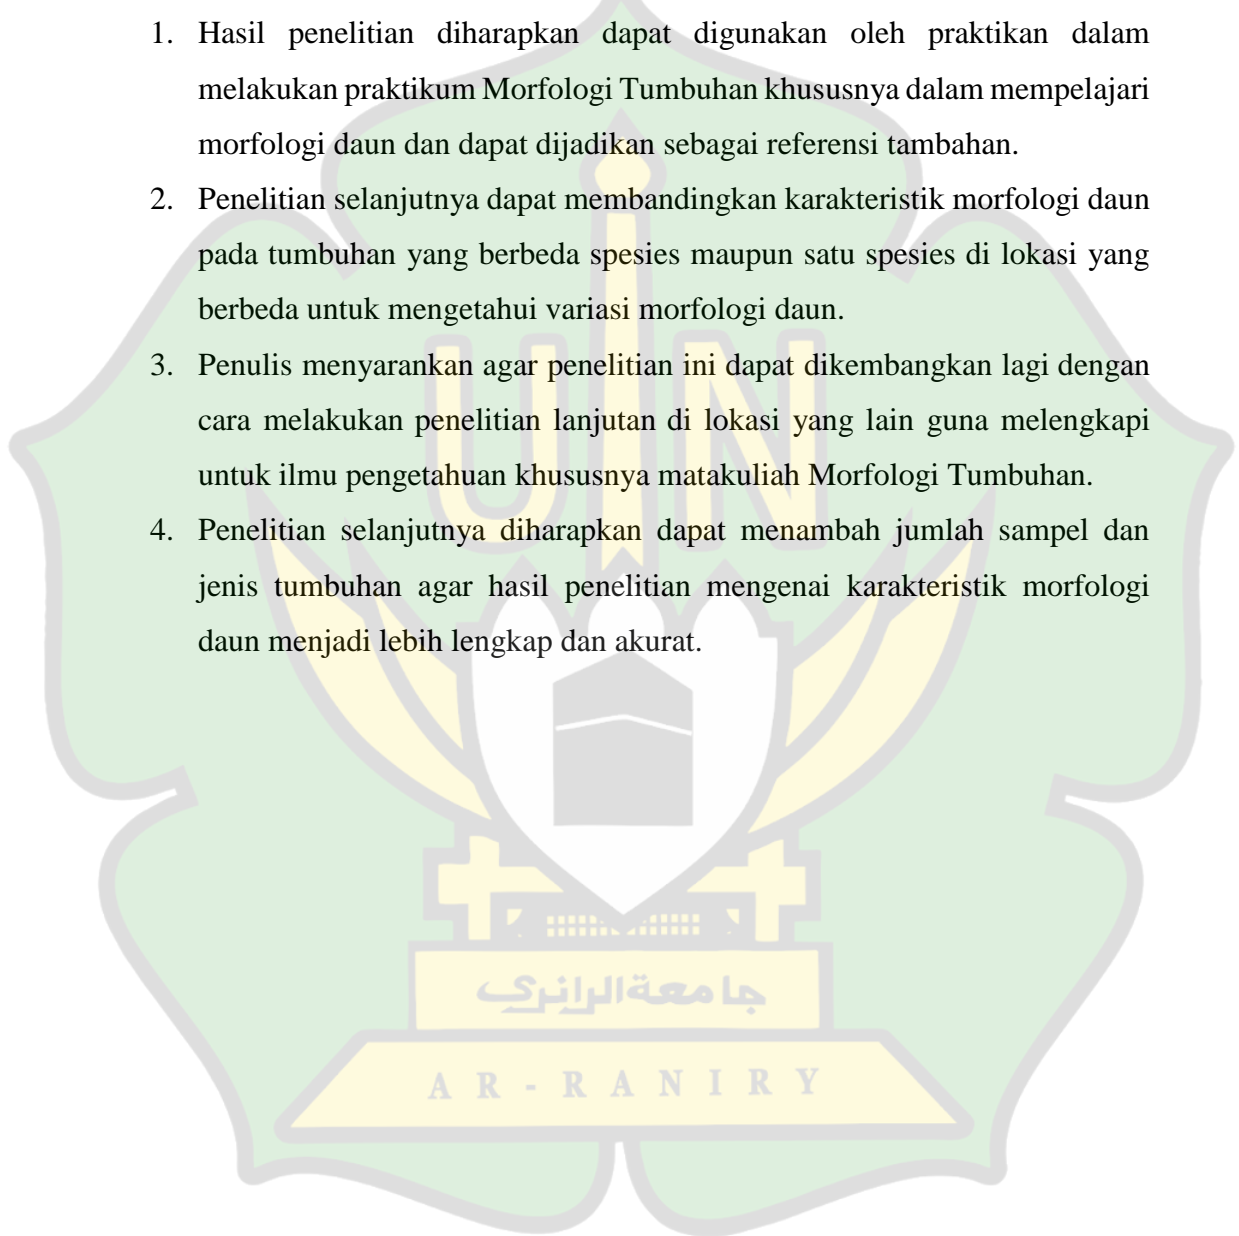 1. Hasil penelitian diharapkan dapat digunakan oleh praktikan dalam
melakukan praktikum Morfologi Tumbuhan khususnya dalam mempelajari
morfologi daun dan dapat dijadikan sebagai referensi tambahan.
2. Penelitian selanjutnya dapat membandingkan karakteristik morfologi daun
pada tumbuhan yang berbeda spesies maupun satu spesies di lokasi yang
berbeda untuk mengetahui variasi morfologi daun.
3. Penulis menyarankan agar penelitian ini dapat dikembangkan lagi dengan
cara melakukan penelitian lanjutan di lokasi yang lain guna melengkapi
untuk ilmu pengetahuan khususnya matakuliah Morfologi Tumbuhan.
4. Penelitian selanjutnya diharapkan dapat menambah jumlah sampel dan
jenis tumbuhan agar hasil penelitian mengenai karakteristik morfologi
daun menjadi lebih lengkap dan akurat.
UIN
جامعة الرانري
AR-RANIRY